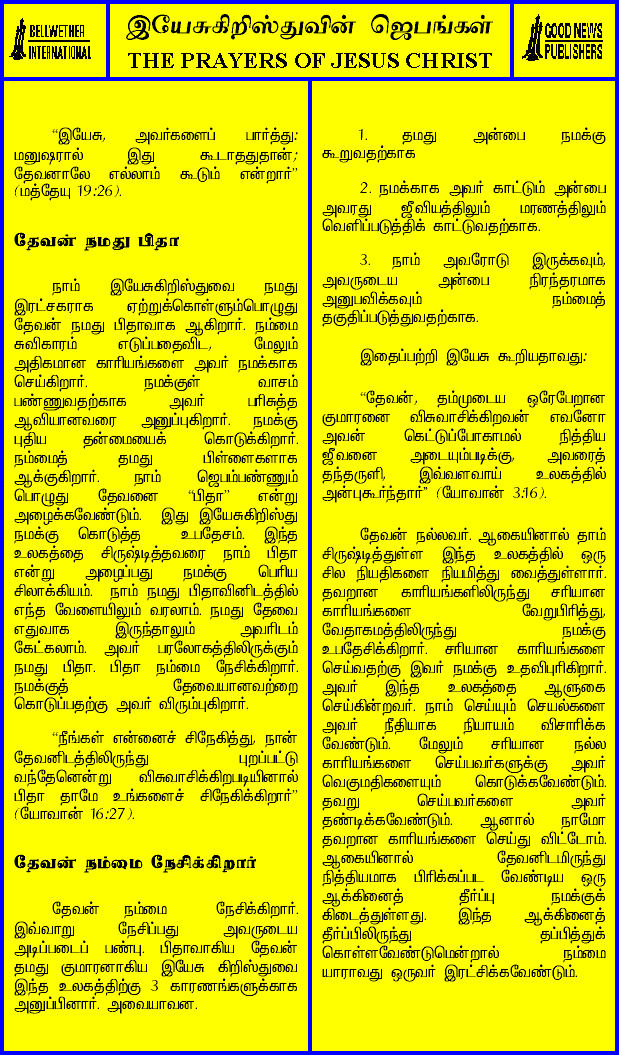 BELLWETHER
INTERNATIONAL
இயேசுகிறிஸ்துவின் ஜெபங்கள்
THE PRAYERS OF JESUS CHRIST
GOOD NEWS
PUBLISHERS
“இயேசு, அவர்களைப் பார்த்து:
மனுஷரால் இது கூடாததுதான்;
தேவனாலே எல்லாம் கூடும் என்றார்”
(மத்தேயு 19:26).
தேவன் நமது பிதா
நாம் இயேசுகிறிஸ்துவை நமது
இரட்சகராக ஏற்றுக்கொள்ளும்பொழுது
தேவன் நமது பிதாவாக ஆகிறார். நம்மை
சுவிகாரம் எடுப்பதைவிட, மேலும்
அதிகமான காரியங்களை அவர் நமக்காக
செய்கிறார். நமக்குள் வாசம்
பண்ணுவதற்காக அவர் பரிசுத்த
ஆவியானவரை அனுப்புகிறார். நமக்கு
புதிய தன்மையைக் கொடுக்கிறார்.
நம்மைத் தமது பிள்ளைகளாக
ஆக்குகிறார். நாம் ஜெபம்பண்ணும்
பொழுது தேவனை “பிதா” என்று
அழைக்கவேண்டும். இது இயேசுகிறிஸ்து
நமக்கு கொடுத்த உபதேசம். இந்த
உலகத்தை சிருஷ்டித்தவரை நாம் பிதா
என்று அழைப்பது நமக்கு பெரிய
சிலாக்கியம். நாம் நமது பிதாவினிடத்தில்
எந்த வேளையிலும் வரலாம். நமது தேவை
எதுவாக இருந்தாலும் அவரிடம்
கேட்கலாம். அவர் பரலோகத்திலிருக்கும்
நமது பிதா. பிதா நம்மை நேசிக்கிறார்.
நமக்குத் தேவையானவற்றை
கொடுப்பதற்கு அவர் விரும்புகிறார்.
“நீங்கள் என்னைச் சிநேகித்து, நான்
தேவனிடத்திலிருந்து புறப்பட்டு
வந்தேனென்று விசுவாசிக்கிறபடியினால்
பிதா தாமே உங்களைச் சிநேகிக்கிறார்”
(யோவான் 16:27).
தேவன் நம்மை நேசிக்கிறார்
தேவன் நம்மை நேசிக்கிறார்.
இவ்வாறு நேசிப்பது அவருடைய
அடிப்படைப் பண்பு. பிதாவாகிய தேவன்
தமது குமாரனாகிய இயேசு கிறிஸ்துவை
இந்த உலகத்திற்கு 3 காரணங்களுக்காக
அனுப்பினார். அவையாவன.
1. தமது அன்பை நமக்கு
கூறுவதற்காக
2. நமக்காக அவர் காட்டும் அன்பை
அவரது ஜீவியத்திலும் மரணத்திலும்
வெளிப்படுத்திக் காட்டுவதற்காக.
3. நாம் அவரோடு இருக்கவும்,
அவருடைய அன்பை நிரந்தரமாக
அனுபவிக்கவும் நம்மைத்
தகுதிப்படுத்துவதற்காக.
இதைப்பற்றி இயேசு கூறியதாவது:
“தேவன், தம்முடைய ஒரேபேறான
குமாரனை விசுவாசிக்கிறவன் எவனோ
அவன் கெட்டுப்போகாமல் நித்திய
ஜீவனை அடையும்படிக்கு, அவரைத்
தந்தருளி, இவ்வளவாய் உலகத்தில்
அன்புகூர்ந்தார்” (யோவான் 3:16).
தேவன் நல்லவர். ஆகையினால் தாம்
சிருஷ்டித்துள்ள இந்த உலகத்தில் ஒரு
சில நியதிகளை நியமித்து வைத்துள்ளார்.
தவறான காரியங்களிலிருந்து சரியான
காரியங்களை வேறுபிரித்து,
வேதாகமத்திலிருந்து நமக்கு
உபதேசிக்கிறார். சரியான காரியங்களை
செய்வதற்கு இவர் நமக்கு உதவிபுரிகிறார்.
அவர் இந்த உலகத்தை ஆளுகை
செய்கின்றவர். நாம் செய்யும் செயல்களை
அவர் நீதியாக நியாயம் விசாரிக்க
வேண்டும். மேலும் சரியான நல்ல
காரியங்களை செய்பவர்களுக்கு அவர்
வெகுமதிகளையும் கொடுக்கவேண்டும்.
தவறு செய்பவர்களை அவர்
தண்டிக்கவேண்டும். ஆனால் நாமோ
தவறான காரியங்களை செய்து விட்டோம்.
ஆகையினால் தேவனிடமிருந்து
நித்தியமாக பிரிக்கப்பட வேண்டிய ஒரு
ஆக்கினைத் தீர்ப்பு நமக்குக்
கிடைத்துள்ளது. இந்த ஆக்கினைத்
தீர்ப்பிலிருந்து தப்பித்துக்
கொள்ளவேண்டுமென்றால் நம்மை
யாராவது ஒருவர் இரட்சிக்கவேண்டும்.